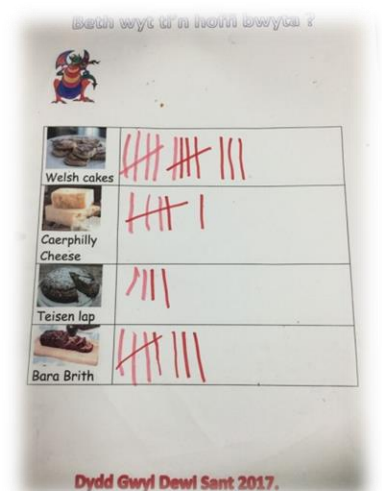 Beth wyt ti'n hoffi bwyta ?
Welsh cakes
Caerphilly
Cheese
Teisen lap
Bara Brith
Dydd Gwyl Dewi Sant 2017.